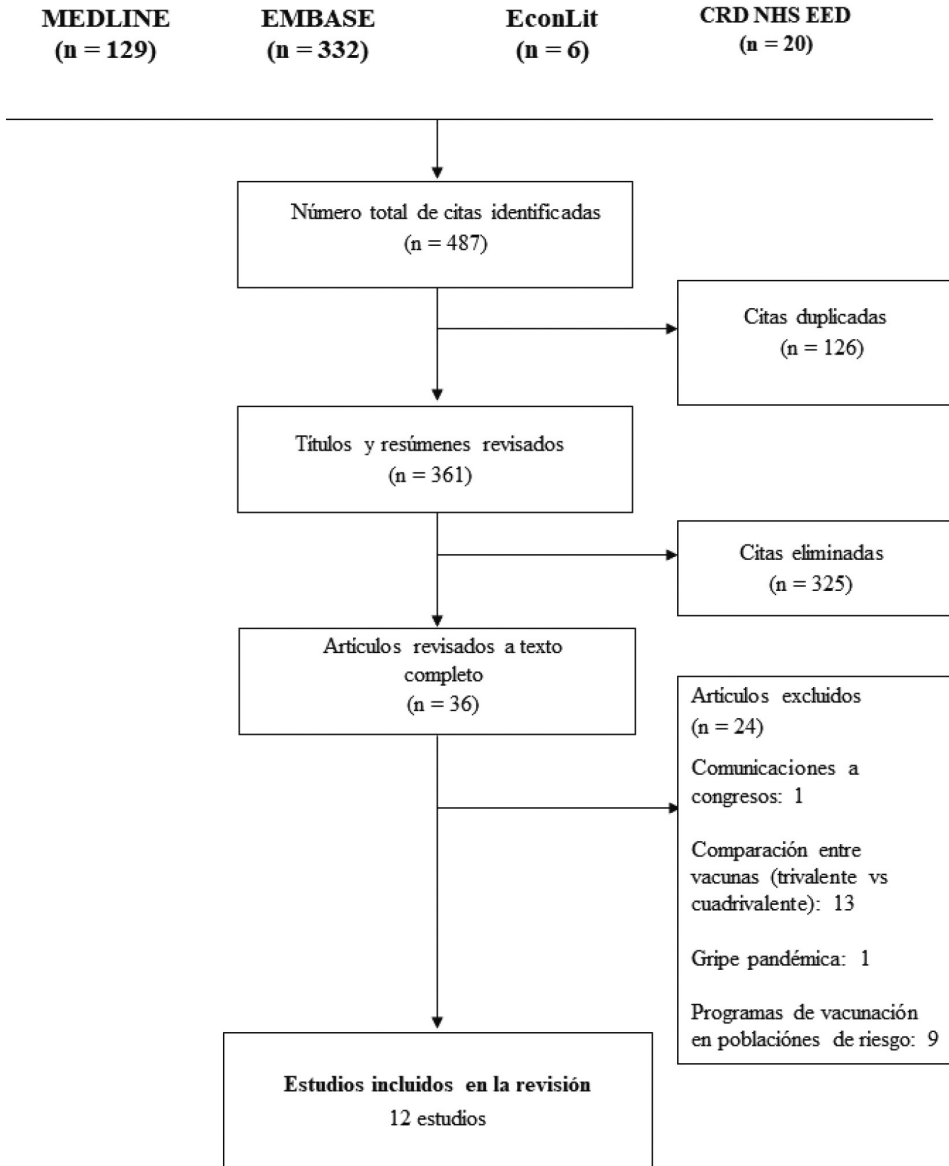 MEDLINE
(n = 129)
EMBASE
(n = 332)
EconLit
(n = 6)
CRD NHS EED
(n = 20)
Número total de citas identificadas
(n = 487)
Citas duplicadas
(n = 126)
Títulos y resúmenes revisados
(n = 361)
Citas eliminadas
(n = 325)
Artículos revisados a texto
completo
(n = 36)
Artículos excluidos
(n = 24)
Comunicaciones a
congresos: 1
Comparación entre
vacunas (trivalente vs
cuadrivalente): 13
Gripe pandémica: 1
Programas de vacunación
en poblaciónes de riesgo: 9
Estudios incluidos en la revisión
12 estudios